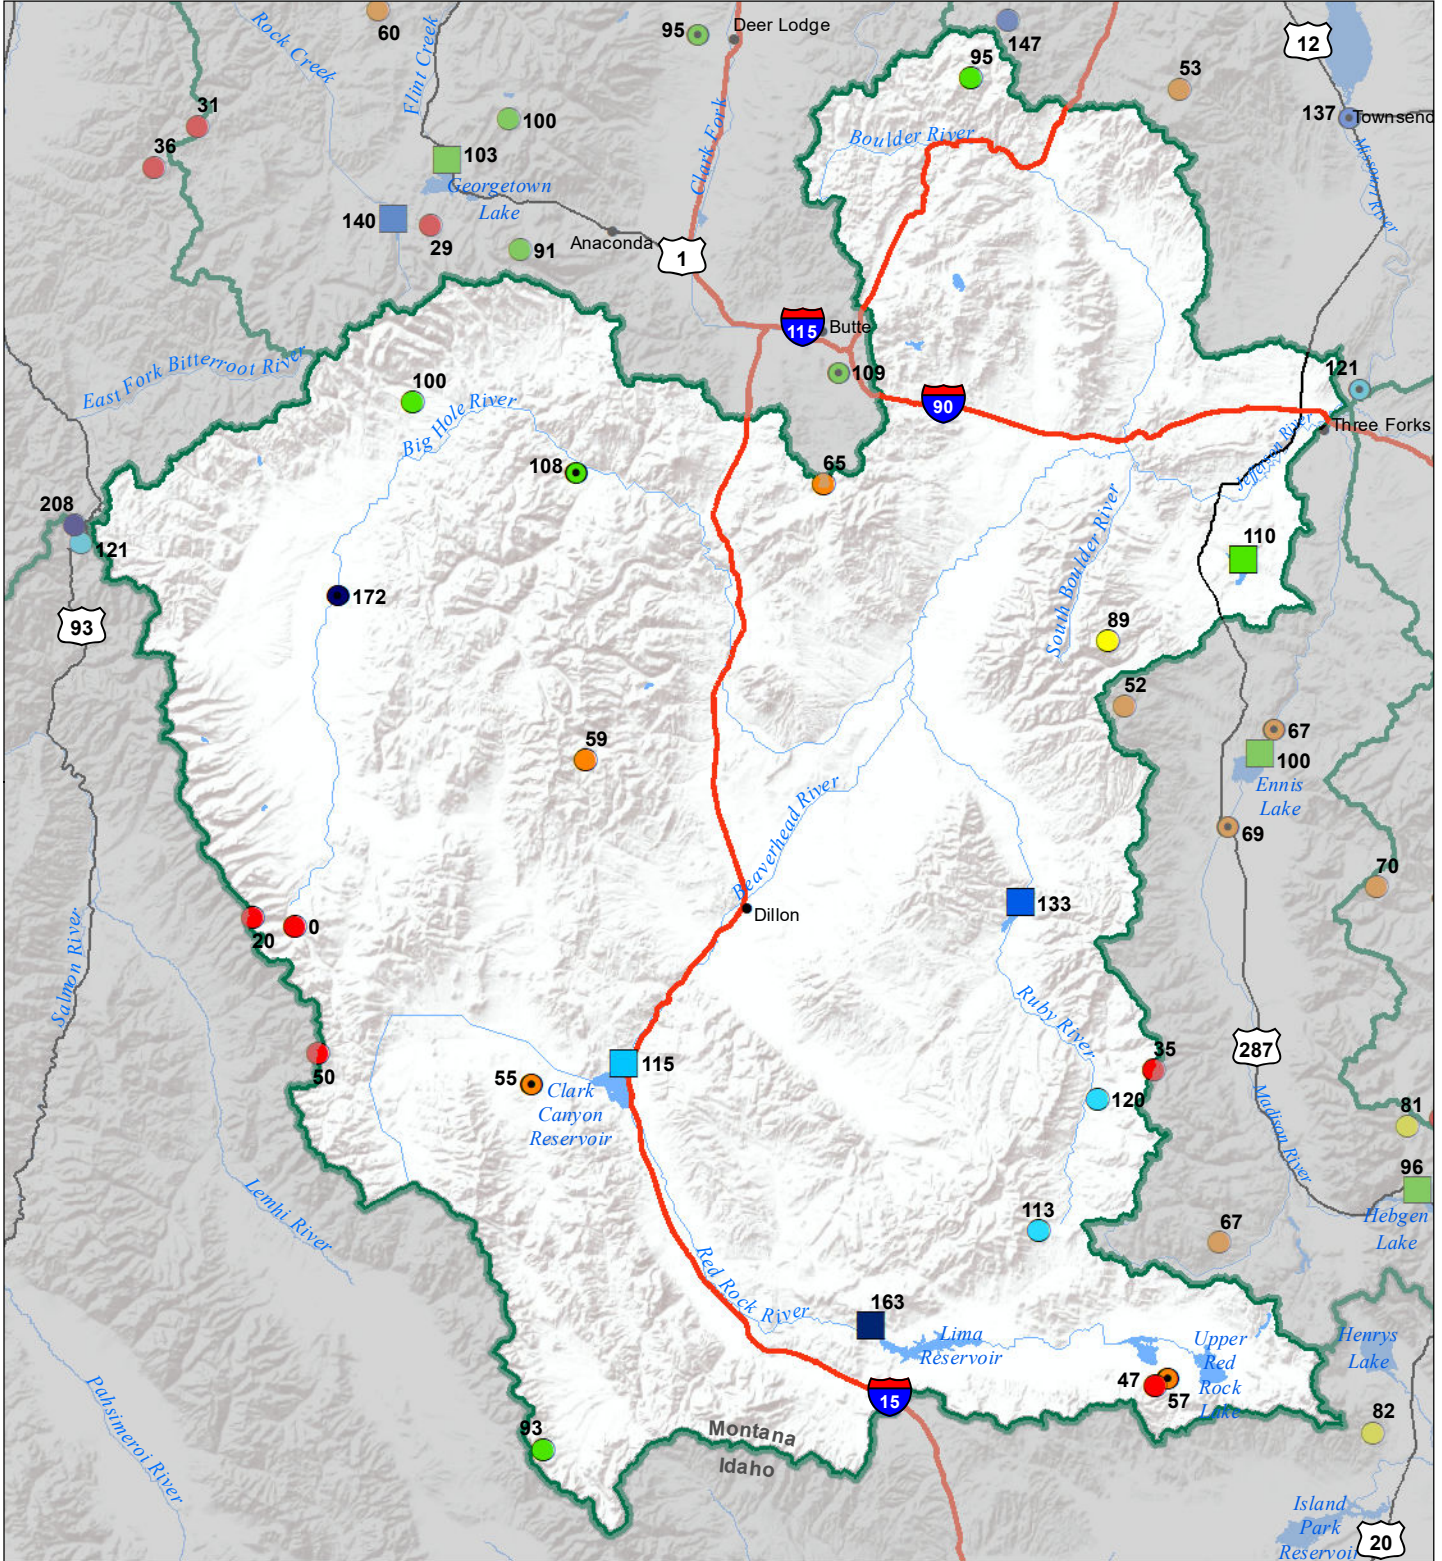 60
Rock Creek
Flint Creek
95
Deer Lodge
147
12
95
53
31
100
137
Townsend
36
103
Clark Fork
Boulder River
Missouri River
Georgetown
Lake
140
29
91
Anaconda
1
115
Butte
East Fork Bitterroot River
109
121
100
90
Big Hole River
Three Forks
Jefferson River
108
65
208
121
South Boulder River
110
172
93
89
52
67
59
100
Ennis
Lake
Beaverhead River
69
70
133
Dillon
20
0
Salmon River
Ruby River
287
35
50
115
55
Clark
Canyon
Reservoir
120
Madison River
81
96
Lemhi River
113
67
Hebgen
Lake
Red Rock River
163
Lima
Reservoir
Upper
Red
Rock
Lake
Henrys
Lake
47
57
15
Pahsimeroi River
93
Montana
Idaho
82
Island
Park
Reservoir
20